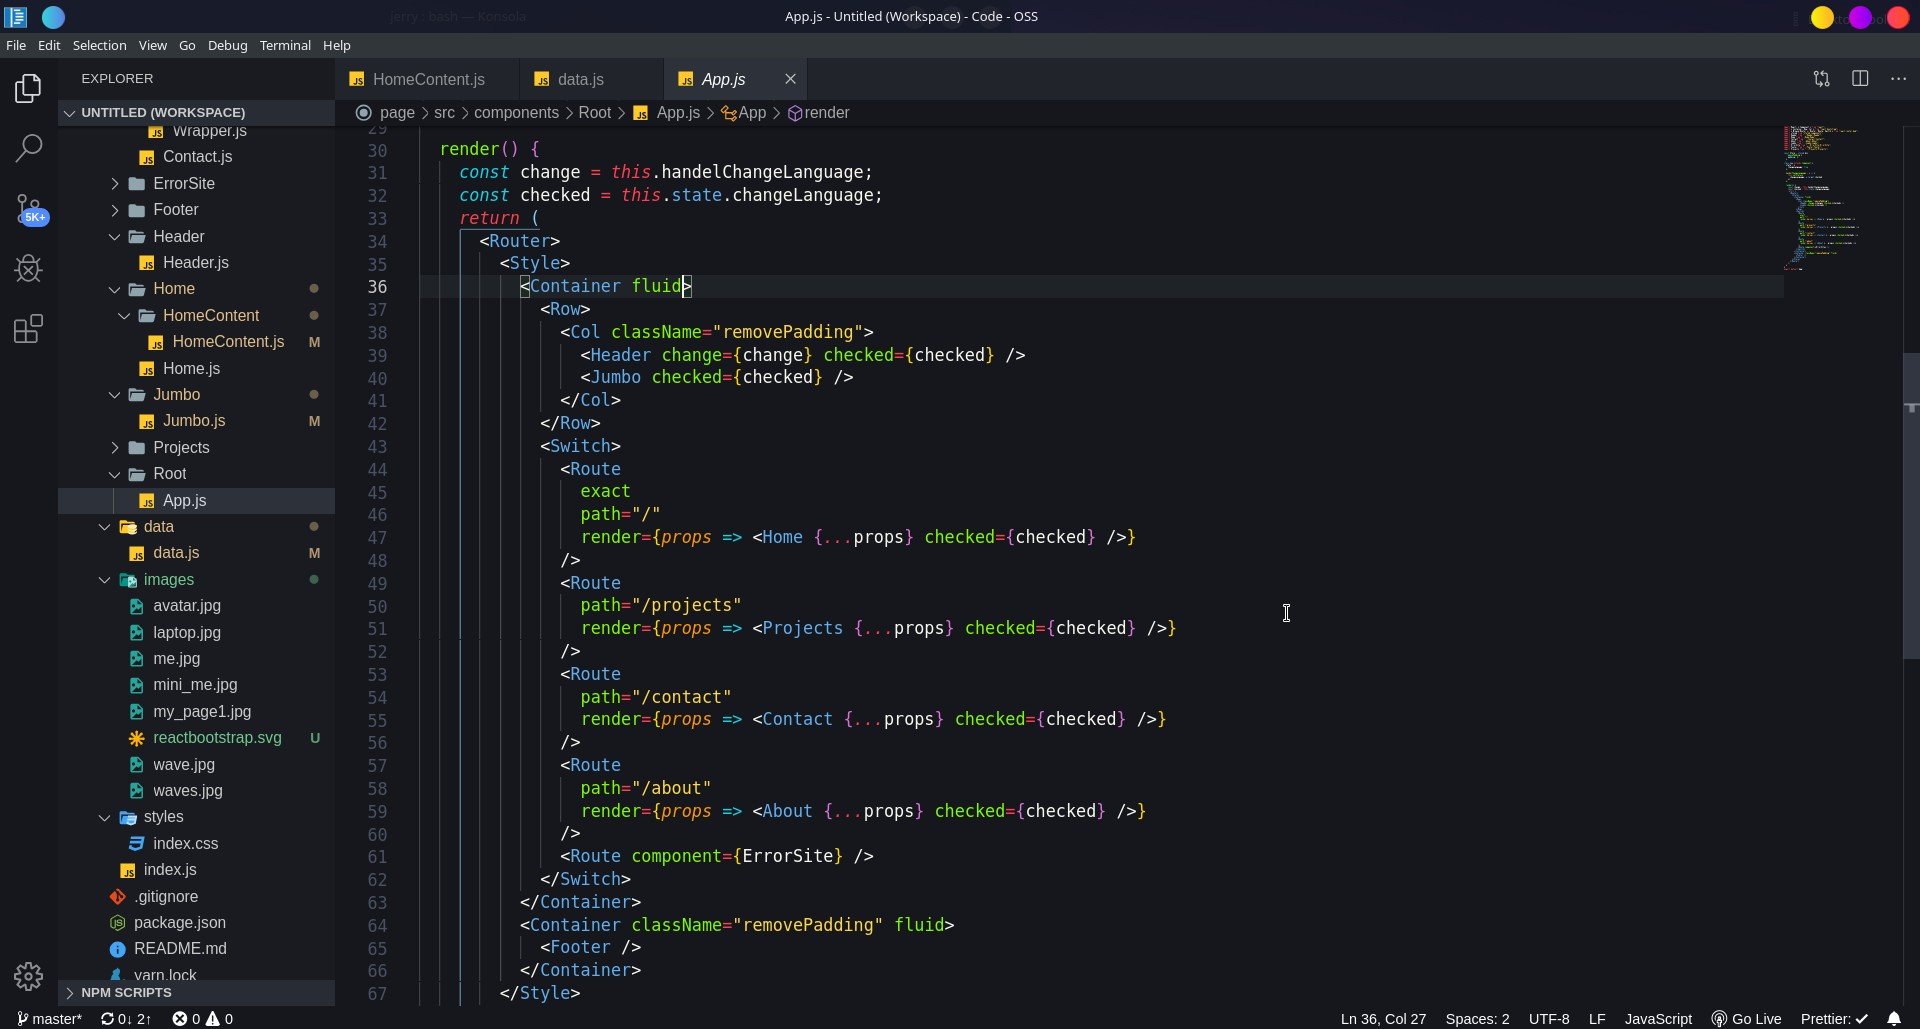 Jerry : bash — Konsola
App.js - Untitled (Workspace) - Code - OSS
File Edit Selection View Go Debug Terminal Help
EXPLORER
UNTITLED (WORKSPACE)
Wrapper.js
Contact.js
ErrorSite
Footer
Header
Header.js
Home
HomeContent
HomeContent.js M
Home.js
Jumbo
Jumbo.js M
Projects
Root
App.js
data
data.js M
images
avatar.jpg
laptop.jpg
me.jpg
mini_me.jpg
my_page1.jpg
reactbootstrap.svg U
wave.jpg
waves.jpg
styles
index.css
index.js
.gitignore
package.json
README.md
yarn.lock
NPM SCRIPTS
5K+
HomeContent.js data.js App.js
page > src > components > Root > App.js > App > render
29
30 render() {
31 const change = this.handelChangeLanguage;
32 const checked = this.state.changeLanguage;
33 return (
34 <Router>
35 <Style>
36 <Container fluid>
37 <Row>
38 <Col className="removePadding">
39 <Header change={change} checked={checked} />
40 <Jumbo checked={checked} />
41 </Col>
42 </Row>
43 <Switch>
44 <Route
45 exact
46 path="/"
47 render={props => <Home {...props} checked={checked} />}
48 />
49 <Route
50 path="/projects"
51 render={props => <Projects {...props} checked={checked} />}
52 />
53 <Route
54 path="/contact"
55 render={props => <Contact {...props} checked={checked} />}
56 />
57 <Route
58 path="/about"
59 render={props => <About {...props} checked={checked} />}
60 />
61 <Route component={ErrorSite} />
62 </Switch>
63 </Container>
64 <Container className="removePadding" fluid>
65 <Footer />
66 </Container>
67 </Style>
master* 0↓ 2↑ 0 0 Ln 36, Col 27 Spaces: 2 UTF-8 LF JavaScript Go Live Prettier: ✓